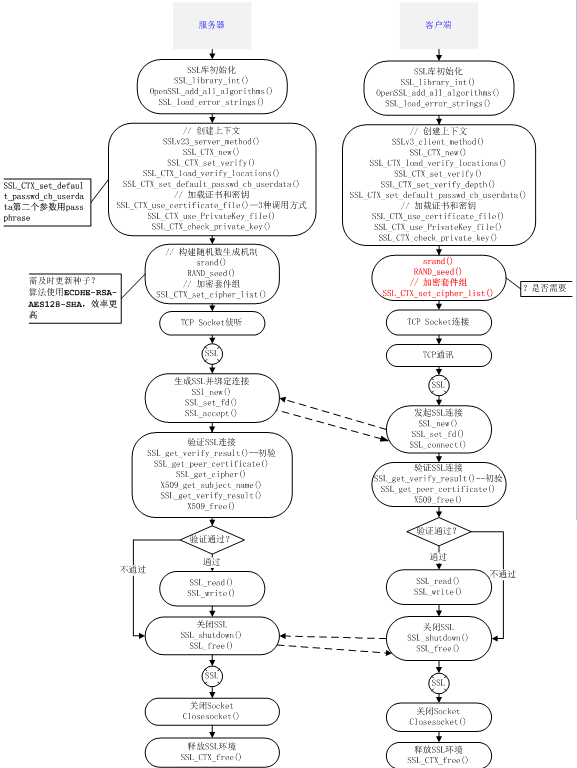 服务器
SSL库初始化
SSL_library_int()
OpenSSL_add_all_algorithms()
SSL_load_error_strings()
// 创建上下文
SSLv23_server_method()
SSL_CTX_new()
SSL_CTX_set_verify()
SSL_CTX_load_verify_locations()
SSL_CTX_set_default_passwd_cb_userdata()
// 加载证书和密钥
SSL_CTX_use_certificate_file()—3种调用方式
SSL_CTX_use_PrivateKey_file()
SSL_CTX_check_private_key()
SSL_CTX_set_defaul
t_passwd_cb_userda
ta第二个参数用pass
phrase
// 构建随机数生成机制
srand()
RAND_seed()
// 加密套件组
SSL_CTX_set_cipher_list()
需及时更新种子?
算法使用ECDHE-RSA-
AES128-SHA, 效率更
高
TCP Socket侦听
SSL
生成SSL并绑定连接
SSl_new()
SSL_set_fd()
SSL_accept()
验证SSL连接
SSL_get_verify_result()--初验
SSL_get_peer_certificate()
SSL_get_cipher()
X509_get_subject_name()
SSL_get_verify_result()
X509_free()
验证通过?
不通过
通过
SSL_read()
SSL_write()
关闭SSL
SSL_shutdown()
SSL_free()
SSL
关闭Socket
Closesocket()
释放SSL环境
SSL_CTX_free()
客户端
SSL库初始化
SSL_library_int()
OpenSSL_add_all_algorithms()
SSL_load_error_strings()
// 创建上下文
SSLv3_client_method()
SSL_CTX_new()
SSL_CTX_load_verify_locations()
SSL_CTX_set_verify()
SSL_CTX_set_verify_depth()
SSL_CTX_set_default_passwd_cb_userdata()
// 加载证书和密钥
SSL_CTX_use_certificate_file()
SSL_CTX_use_PrivateKey_file()
SSL_CTX_check_private_key()
srand()
RAND_seed()
// 加密套件组
SSL_CTX_set_cipher_list()
? 是否需要
TCP Socket连接
TCP通讯
SSL
发起SSL连接
SSL_new()
SSL_set_fd()
SSL_connect()
验证SSL连接
SSL_get_verify_result()--初验
SSL_get_peer_certificate()
X509_free()
验证通过?
通过
不通过
SSL_read()
SSL_write()
关闭SSL
SSL_shutdown()
SSL_free()
SSL
关闭Socket
Closesocket()
释放SSL环境
SSL_CTX_free()